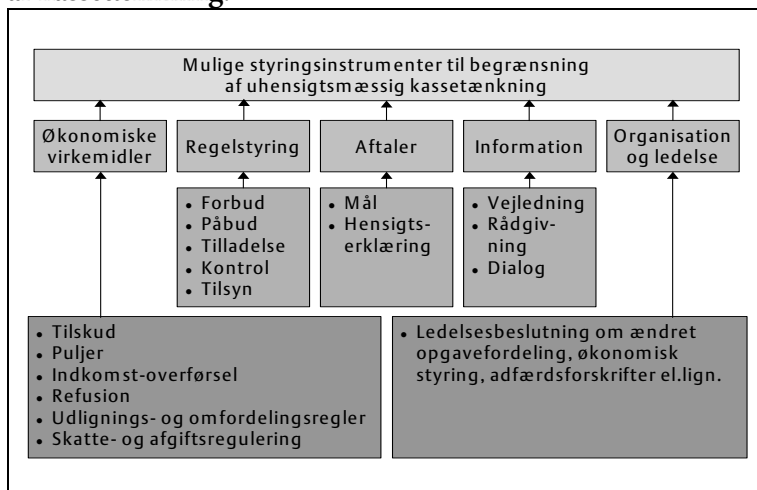 Mulige styringsinstrumenter til begrænsning
af uhensigtsmæssig kassetænkning
Økonomiske
virkemidler
Regelstyring
Aftaler
Information
Organisation
og ledelse
• Forbud
• Påbud
• Tilladelse
• Kontrol
• Tilsyn
• Mål
• Hensigts-
erklæring
• Vejledning
• Rådgiv-
ning
• Dialog
• Tilskud
• Puljer
• Indkomst-overførsel
• Refusion
• Udlignings- og omfordelingsregler
• Skatte- og afgiftsregulering
• Ledelsesbeslutning om ændret
opgavefordeling, økonomisk
styring, adfærdsforskrifter el.lign.